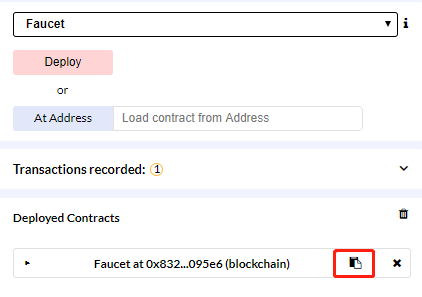 Faucet
Deploy
or
At Address Load contract from Address
Transactions recorded: 1
Deployed Contracts
Faucet at 0x832...095e6 (blockchain)